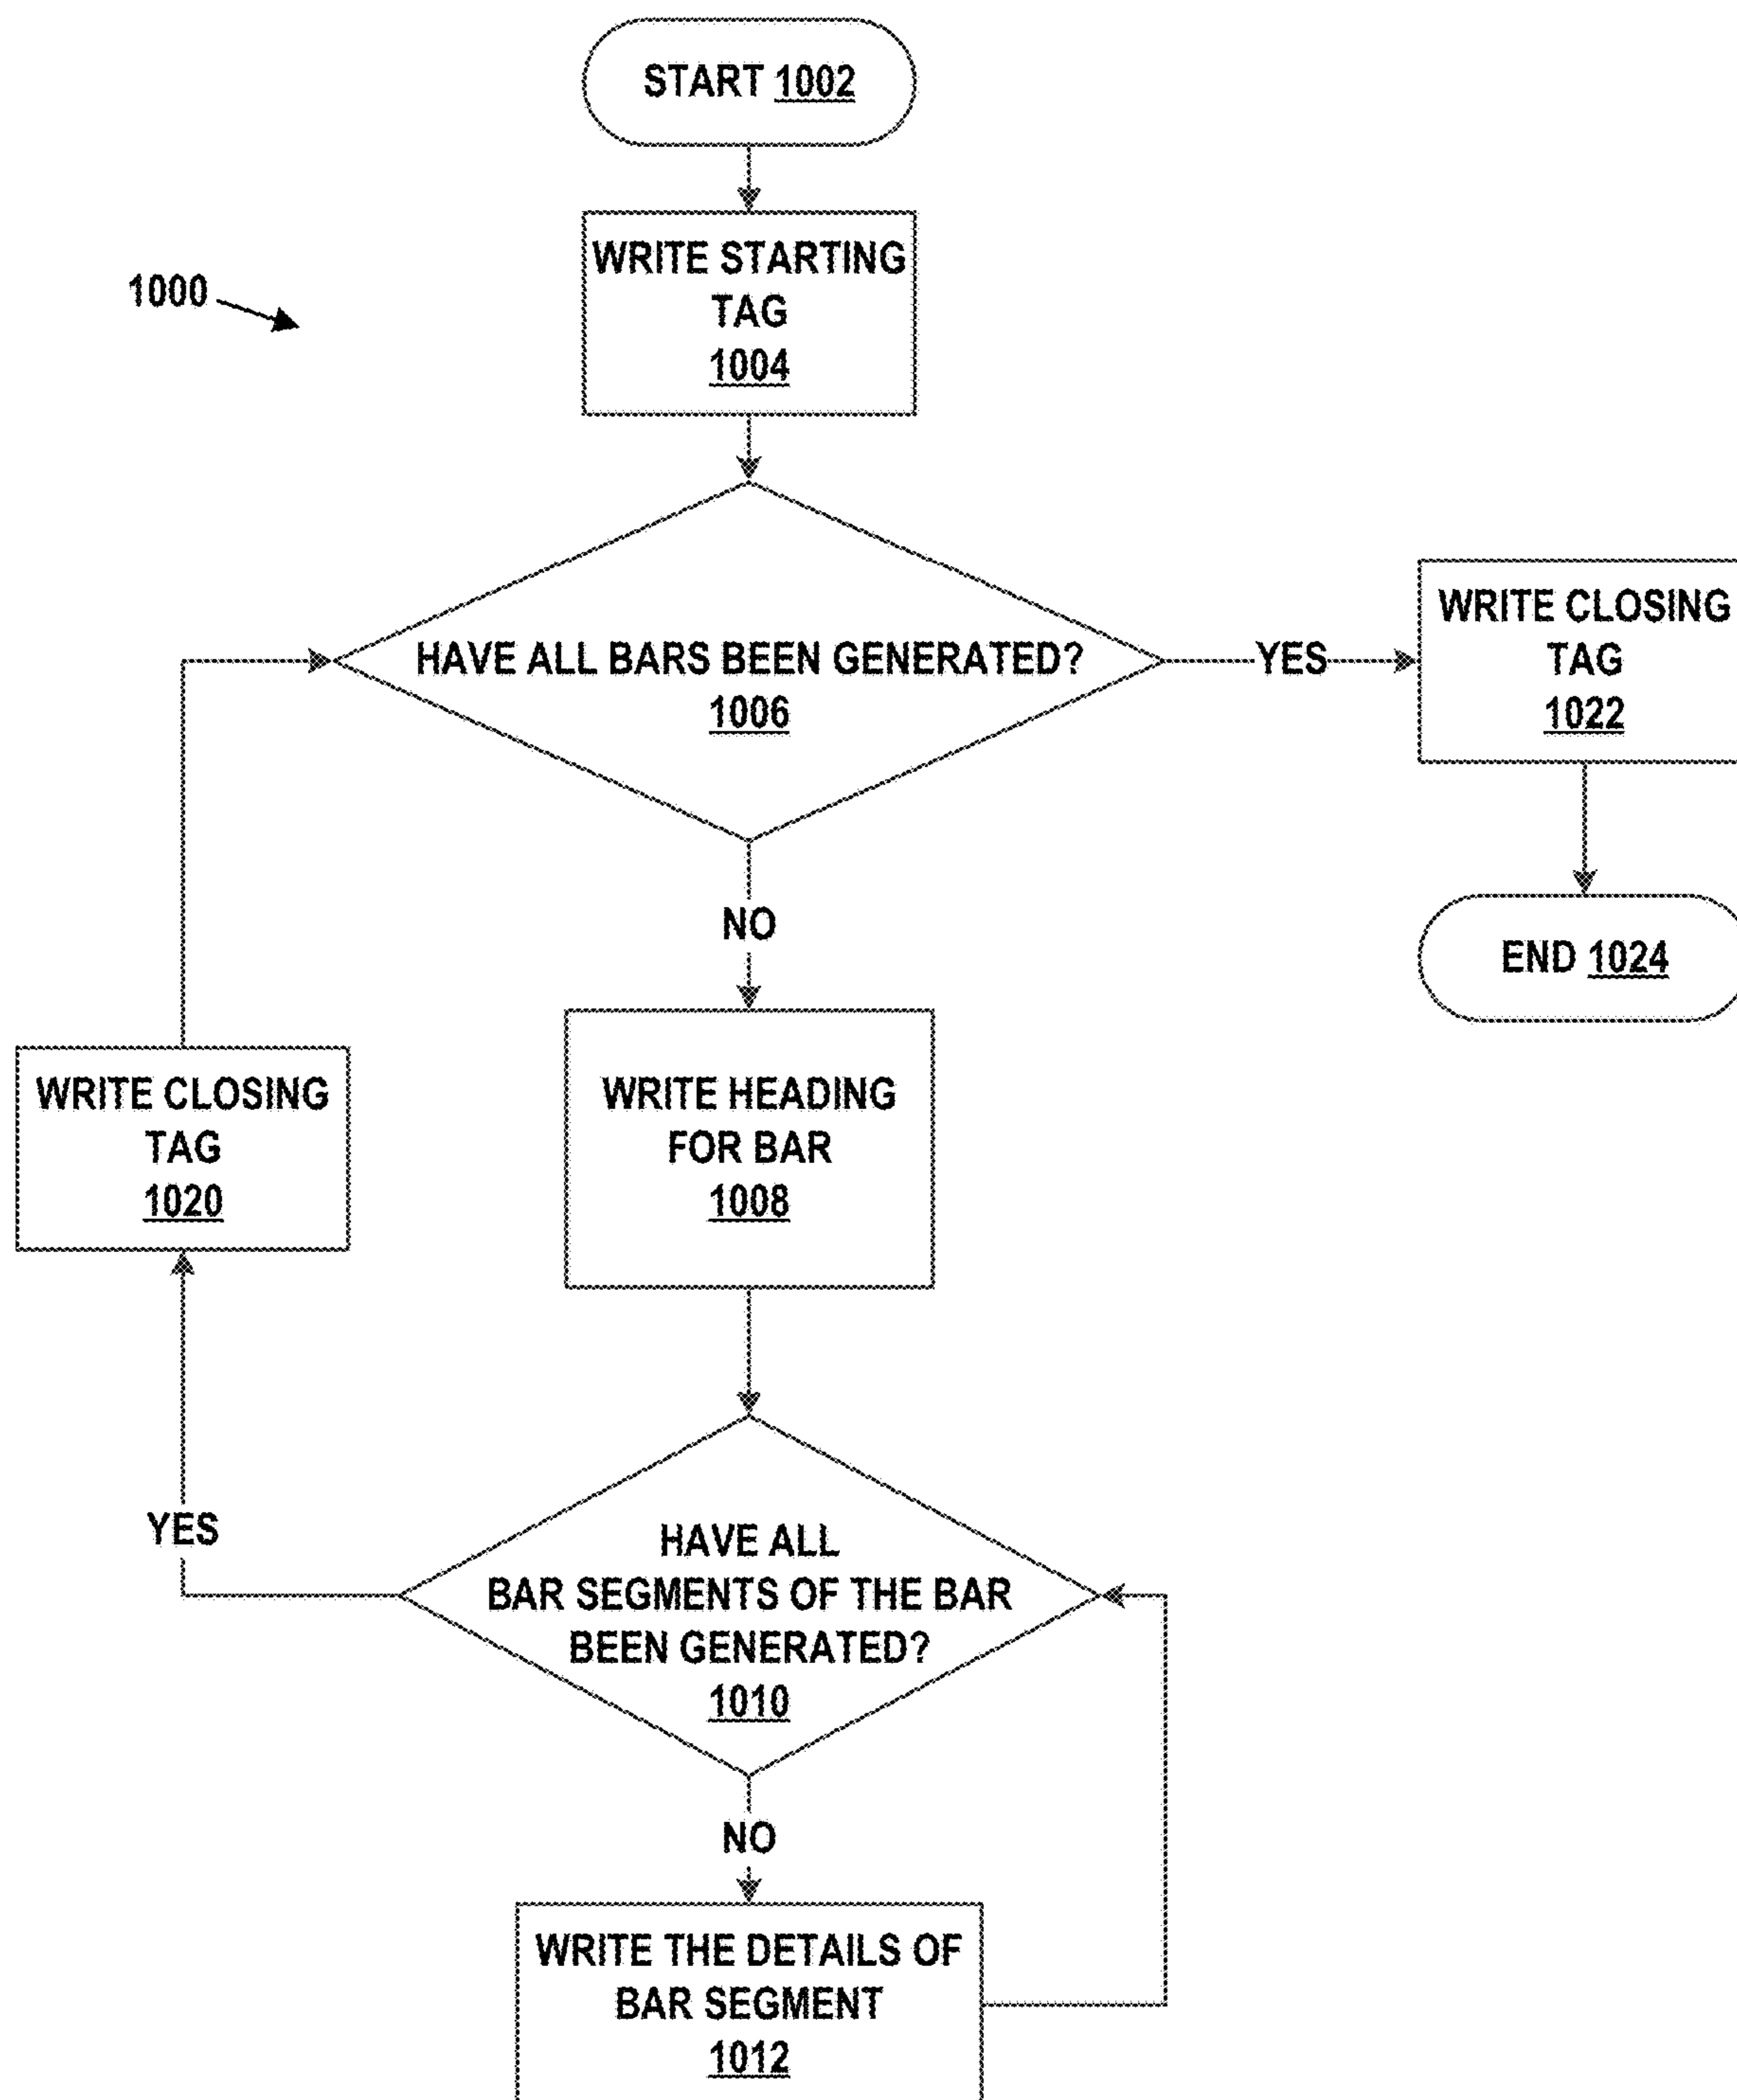 START 1002
WRITE STARTING
TAG
1004
1000
HAVE ALL BARS BEEN GENERATED?
1006
YES
WRITE CLOSING
TAG
1022
NO
END 1024
WRITE CLOSING
TAG
1020
WRITE HEADING
FOR BAR
1008
YES
HAVE ALL
BAR SEGMENTS OF THE BAR
BEEN GENERATED?
1010
NO
WRITE THE DETAILS OF
BAR SEGMENT
1012